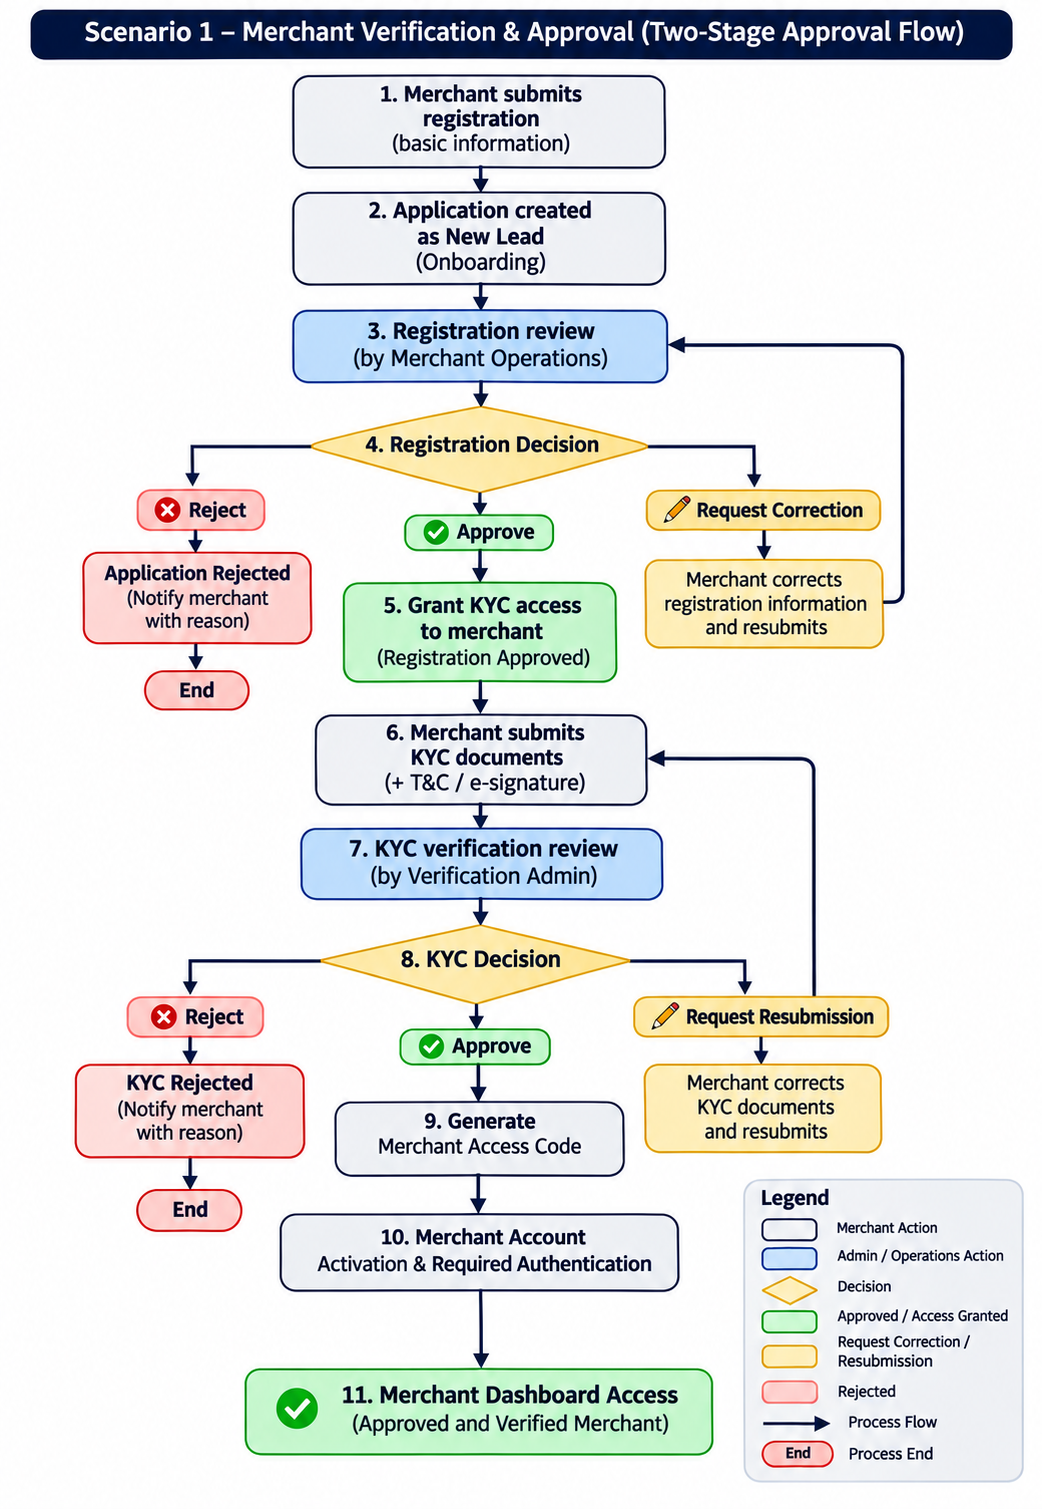 Scenario 1 – Merchant Verification & Approval (Two-Stage Approval Flow)
1. Merchant submits
registration
(basic information)
2. Application created
as New Lead
(Onboarding)
3. Registration review
(by Merchant Operations)
4. Registration Decision
Reject
Approve
Request Correction
Application Rejected
(Notify merchant
with reason)
End
5. Grant KYC access
to merchant
(Registration Approved)
Merchant corrects
registration information
and resubmits
6. Merchant submits
KYC documents
(+ T&C / e-signature)
7. KYC verification review
(by Verification Admin)
8. KYC Decision
Reject
Approve
Request Resubmission
KYC Rejected
(Notify merchant
with reason)
End
9. Generate
Merchant Access Code
Merchant corrects
KYC documents
and resubmits
10. Merchant Account
Activation & Required Authentication
11. Merchant Dashboard Access
(Approved and Verified Merchant)
Legend
Merchant Action
Admin / Operations Action
Decision
Approved / Access Granted
Request Correction /
Resubmission
Rejected
Process Flow
End
Process End